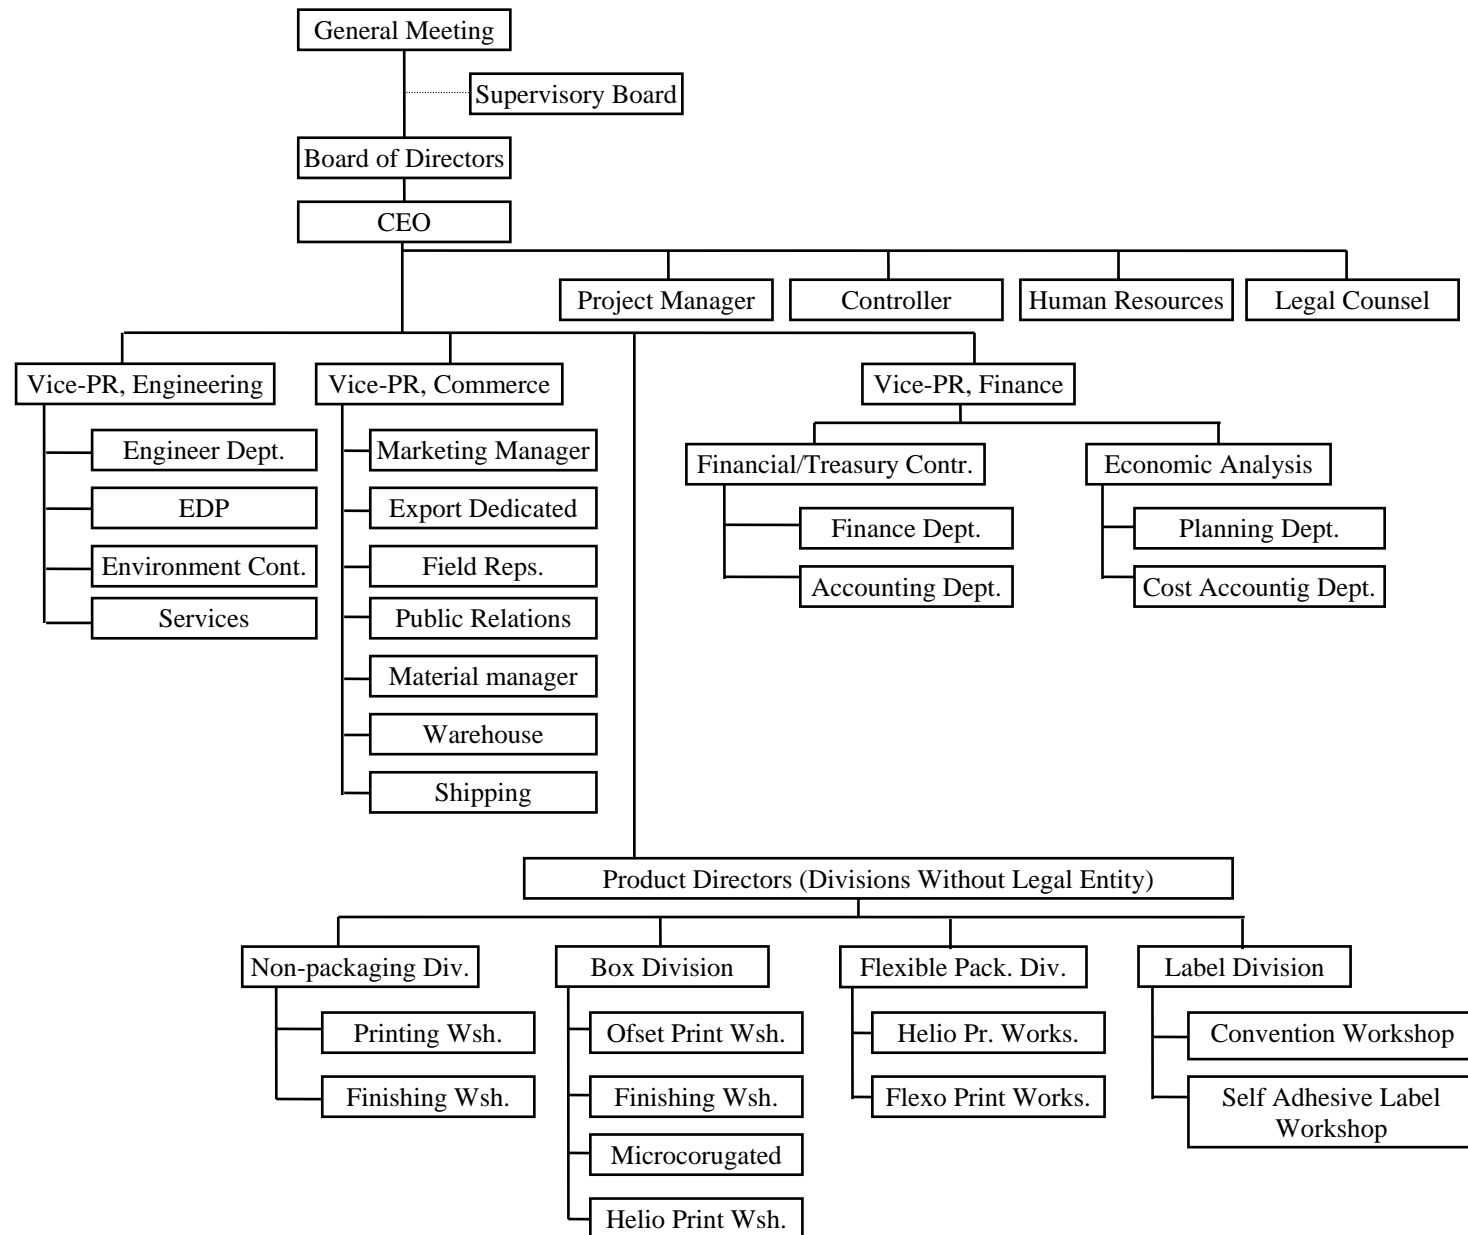 General Meeting
Supervisory Board
Board of Directors
CEO
Project Manager
Controller
Human Resources
Legal Counsel
Vice-PR, Engineering
Vice-PR, Commerce
Vice-PR, Finance
Engineer Dept.
EDP
Environment Cont.
Services
Marketing Manager
Export Dedicated
Field Reps.
Public Relations
Material manager
Warehouse
Shipping
Financial/Treasury Contr.
Economic Analysis
Finance Dept.
Accounting Dept.
Planning Dept.
Cost Accountig Dept.
Product Directors (Divisions Without Legal Entity)
Non-packaging Div.
Box Division
Flexible Pack. Div.
Label Division
Printing Wsh.
Finishing Wsh.
Ofset Print Wsh.
Finishing Wsh.
Microcorugated
Helio Print Wsh.
Helio Pr. Works.
Flexo Print Works.
Convention Workshop
Self Adhesive Label
Workshop